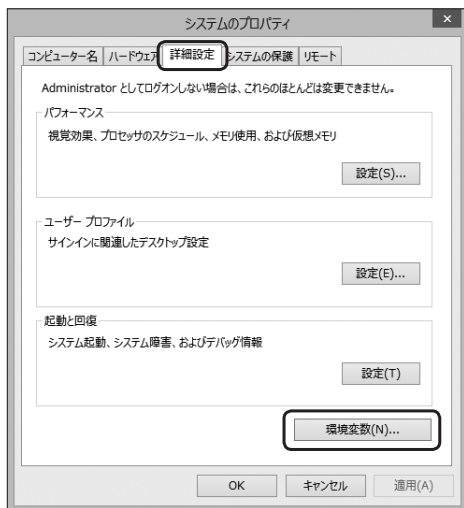 システムのプロパティ
×
コンピューター名 ハードウェア 詳細設定 システムの保護 リモート
Administrator としてログオンしない場合は、これらのほとんどは変更できません。
パフォーマンス
視覚効果、プロセッサのスケジュール、メモリ使用、および仮想メモリ
設定(S)...
ユーザー プロファイル
サインインに関連したデスクトップ設定
設定(E)...
起動と回復
システム起動、システム障害、およびデバッグ情報
設定(T)
環境変数(N)...
OK キャンセル 適用(A)